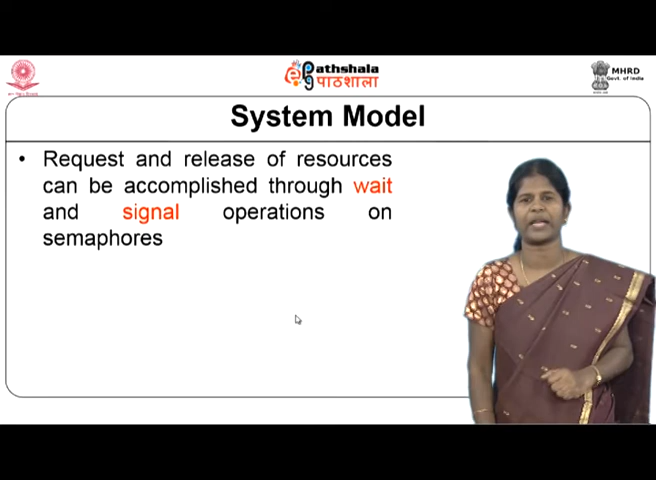 ePathshala
पाठशाला
MHRD
Govt. of India
System Model
• Request and release of resources
can be accomplished through wait
and signal operations on
semaphores